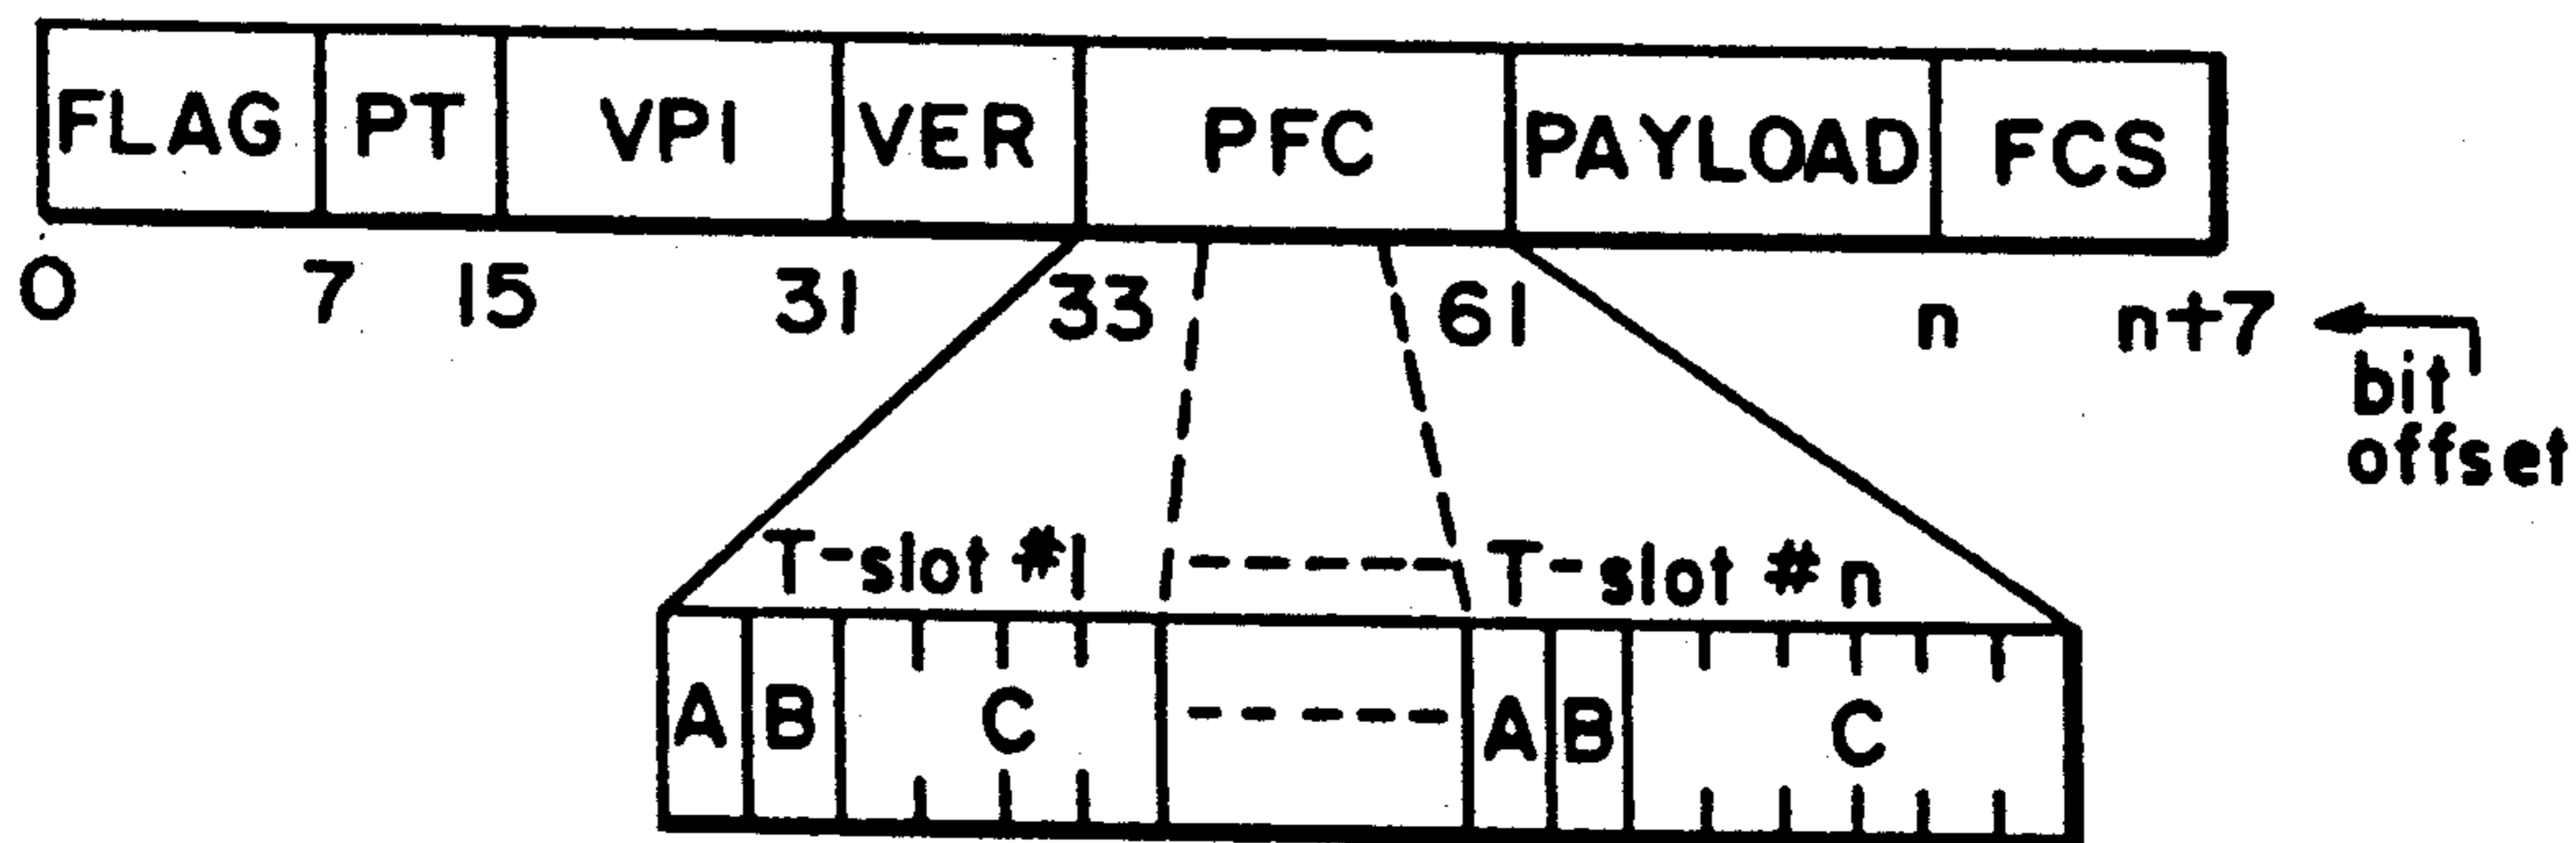 FLAG PT VPI VER PFC PAYLOAD FCS
0 7 15 31 33 61 n n+7
bit
offset
T-slot #1 T-slot #n
A B C A B C